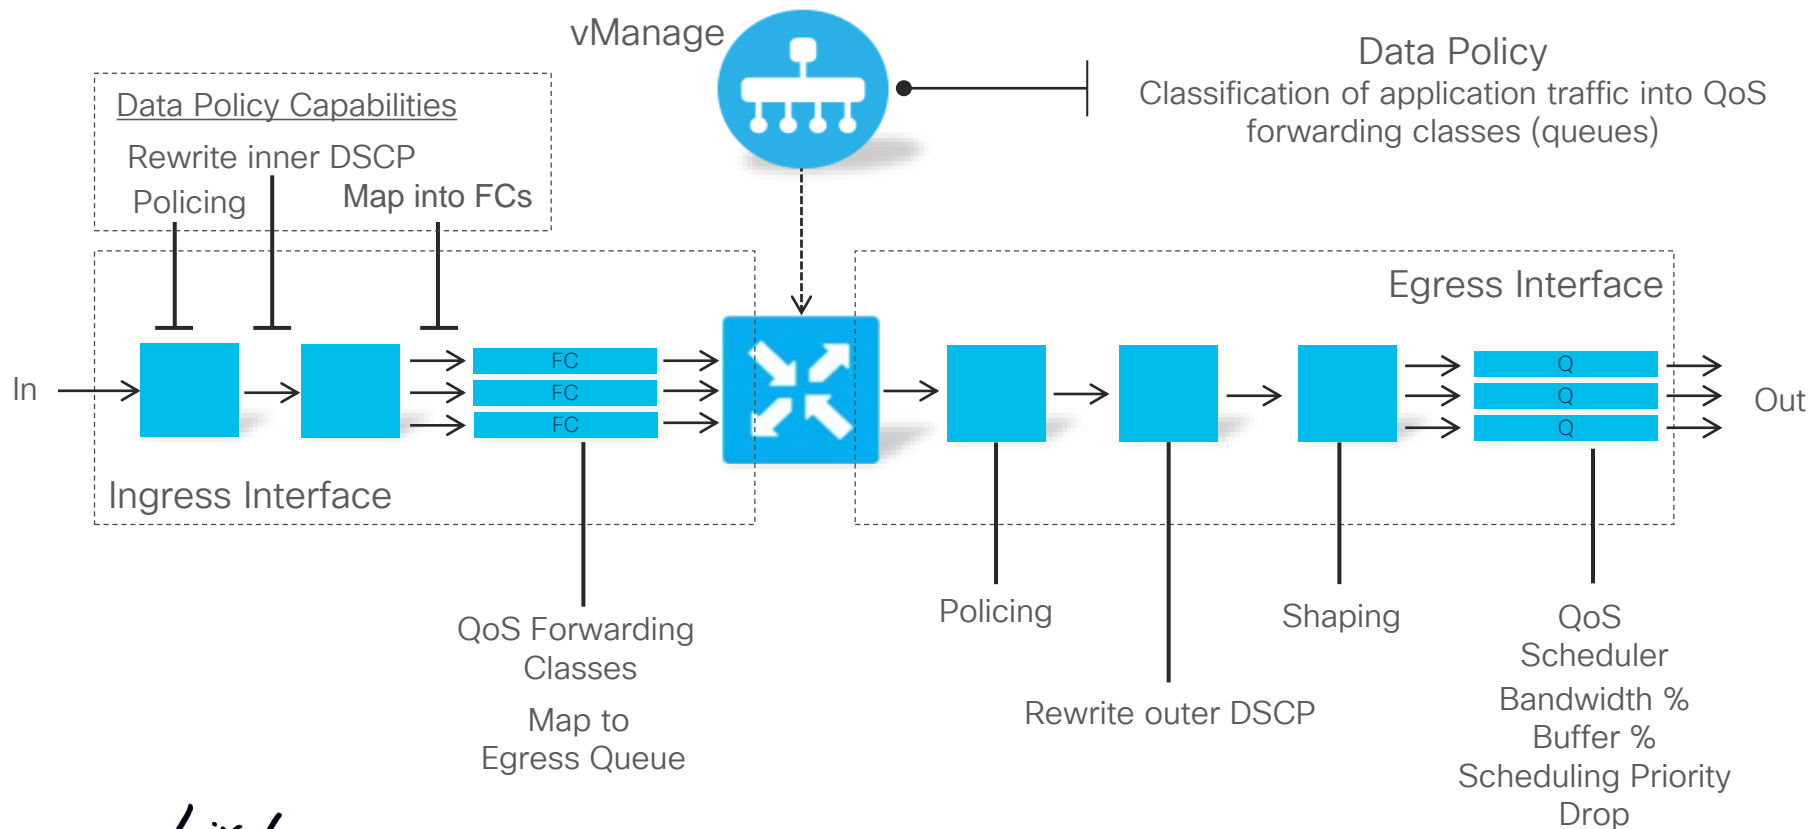 vManage
Data Policy
Classification of application traffic into QoS
forwarding classes (queues)
Data Policy Capabilities
Rewrite inner DSCP
Policing
Map into FCs
Egress Interface
In
FC
FC
FC
Q
Q
Q
Out
Ingress Interface
QoS Forwarding
Classes
Map to
Egress Queue
Policing
Rewrite outer DSCP
Shaping
QoS
Scheduler
Bandwidth %
Buffer %
Scheduling Priority
Drop